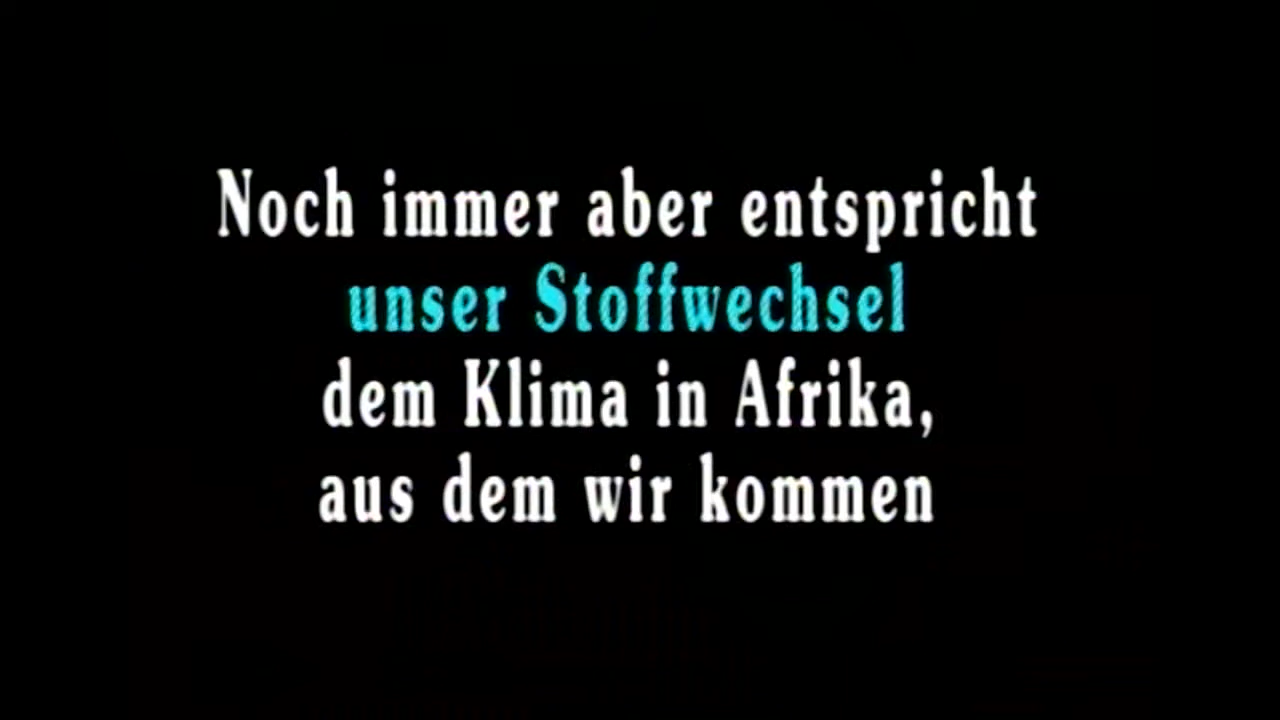 Noch immer aber entspricht
unser Stoffwechsel
dem Klima in Afrika,
aus dem wir kommen